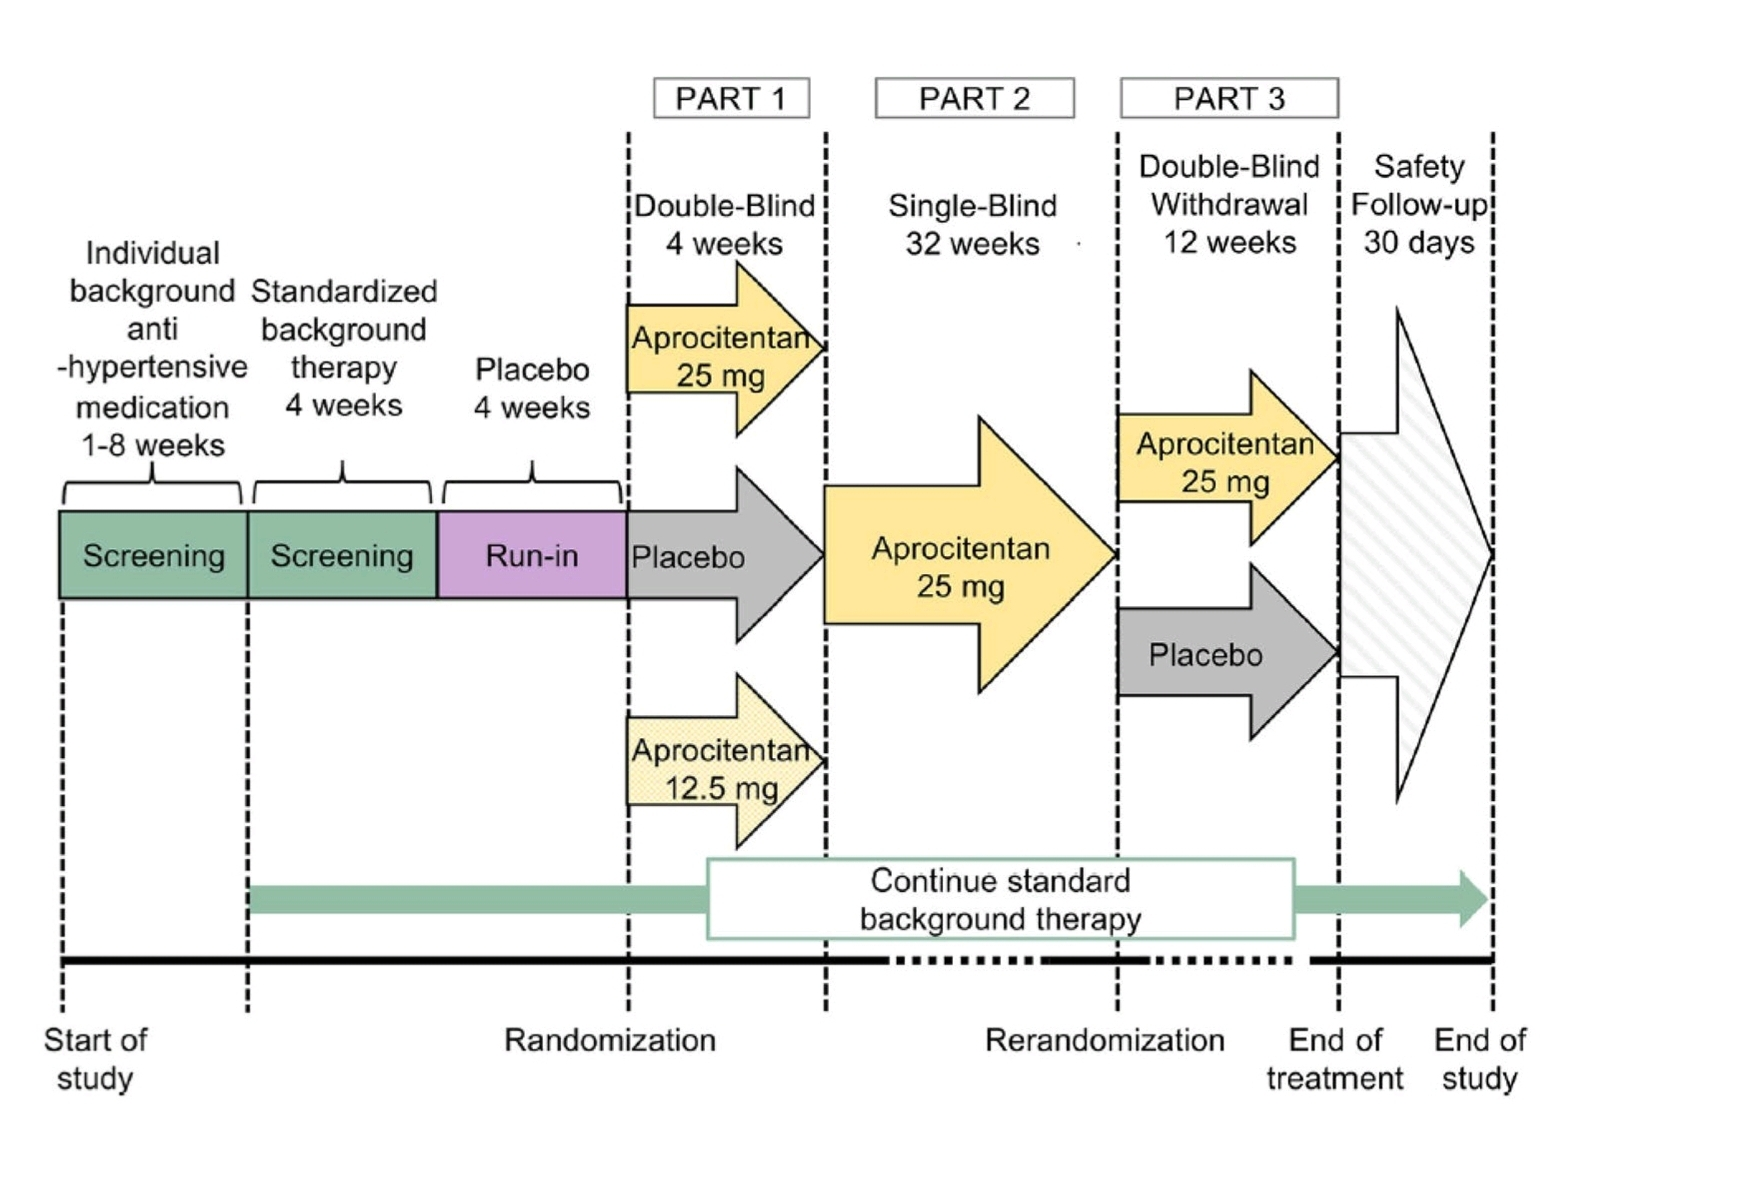 PART 1
PART 2
PART 3
Double-Blind
4 weeks
Single-Blind
32 weeks
Double-Blind
Withdrawal
12 weeks
Safety
Follow-up
30 days
Individual
background
anti
-hypertensive
medication
1-8 weeks
Standardized
background
therapy
4 weeks
Placebo
4 weeks
Screening
Screening
Run-in
Aprocitentan
25 mg
Placebo
Aprocitentan
12.5 mg
Aprocitentan
25 mg
Aprocitentan
25 mg
Placebo
Continue standard
background therapy
Start of
study
Randomization
Rerandomization
End of
treatment
End of
study